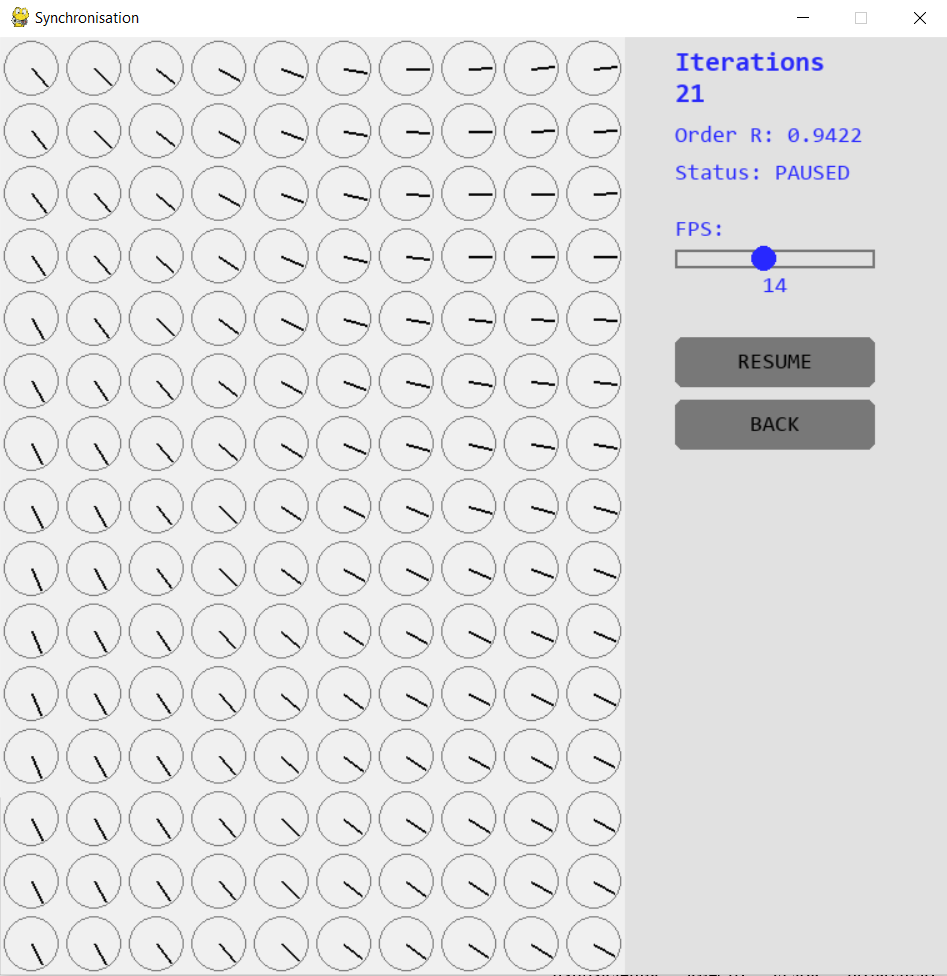 Synchronisation
Iterations
21
Order R: 0.9422
Status: PAUSED
FPS:
14
RESUME
BACK